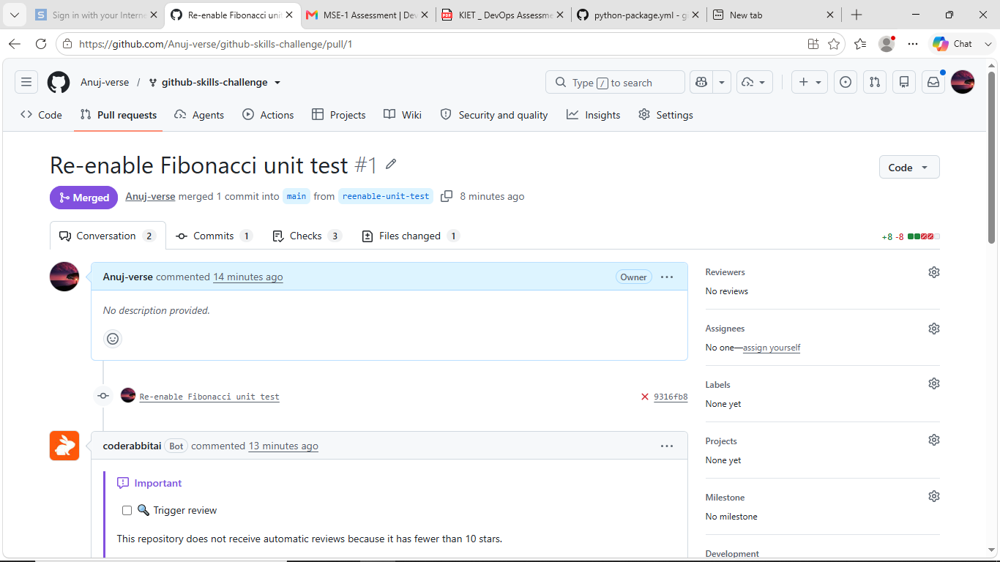 Sign in with your Interne
Re-enable Fibonacci uni
MSE-1 Assessment | Dev
KIET _ DevOps Assessme
python-package.yml - gi
New tab
https://github.com/Anuj-verse/github-skills-challenge/pull/1
Chat
Anuj-verse / github-skills-challenge
Type / to search
Code
Pull requests
Agents
Actions
Projects
Wiki
Security and quality
Insights
Settings
Re-enable Fibonacci unit test #1
Code
Merged
Anuj-verse merged 1 commit into main from reenable-unit-test 8 minutes ago
Conversation 2
Commits 1
Checks 3
Files changed 1
+8 -8
Anuj-verse commented 14 minutes ago
Owner
No description provided.
Re-enable Fibonacci unit test
9316fb8
coderabbitai Bot commented 13 minutes ago
Important
Trigger review
This repository does not receive automatic reviews because it has fewer than 10 stars.
Reviewers
No reviews
Assignees
No one—assign yourself
Labels
None yet
Projects
None yet
Milestone
No milestone
Development